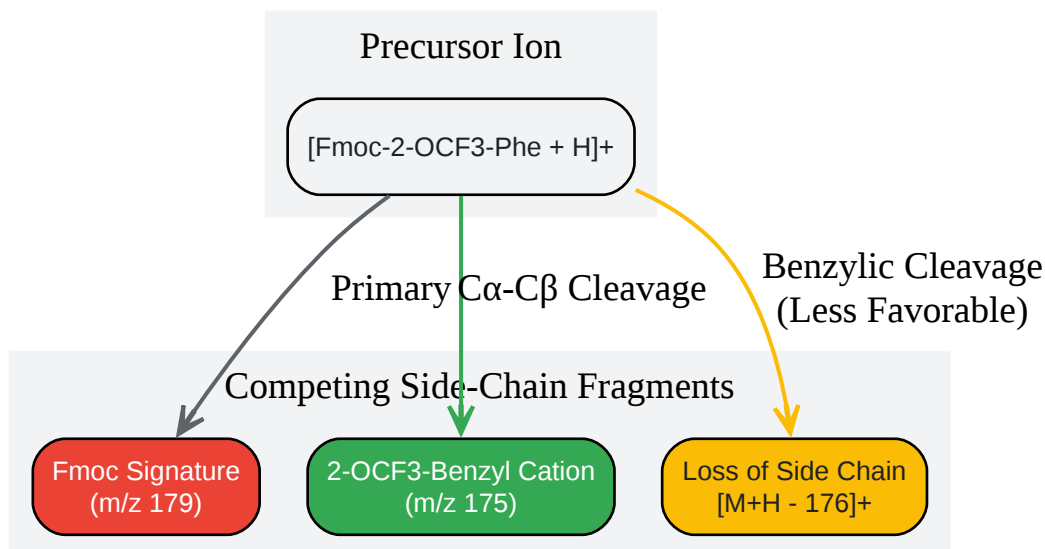 Precursor Ion
[Fmoc-2-OCF3-Phe + H]+
Primary
Cα-Cβ Cleavage
Benzylic Cleavage
(Less Favorable)
Competing Side-Chain Fragments
Fmoc Signature
(m/z 179)
2-OCF3-Benzyl Cation
(m/z 175)
Loss of Side Chain
[M+H - 176]+